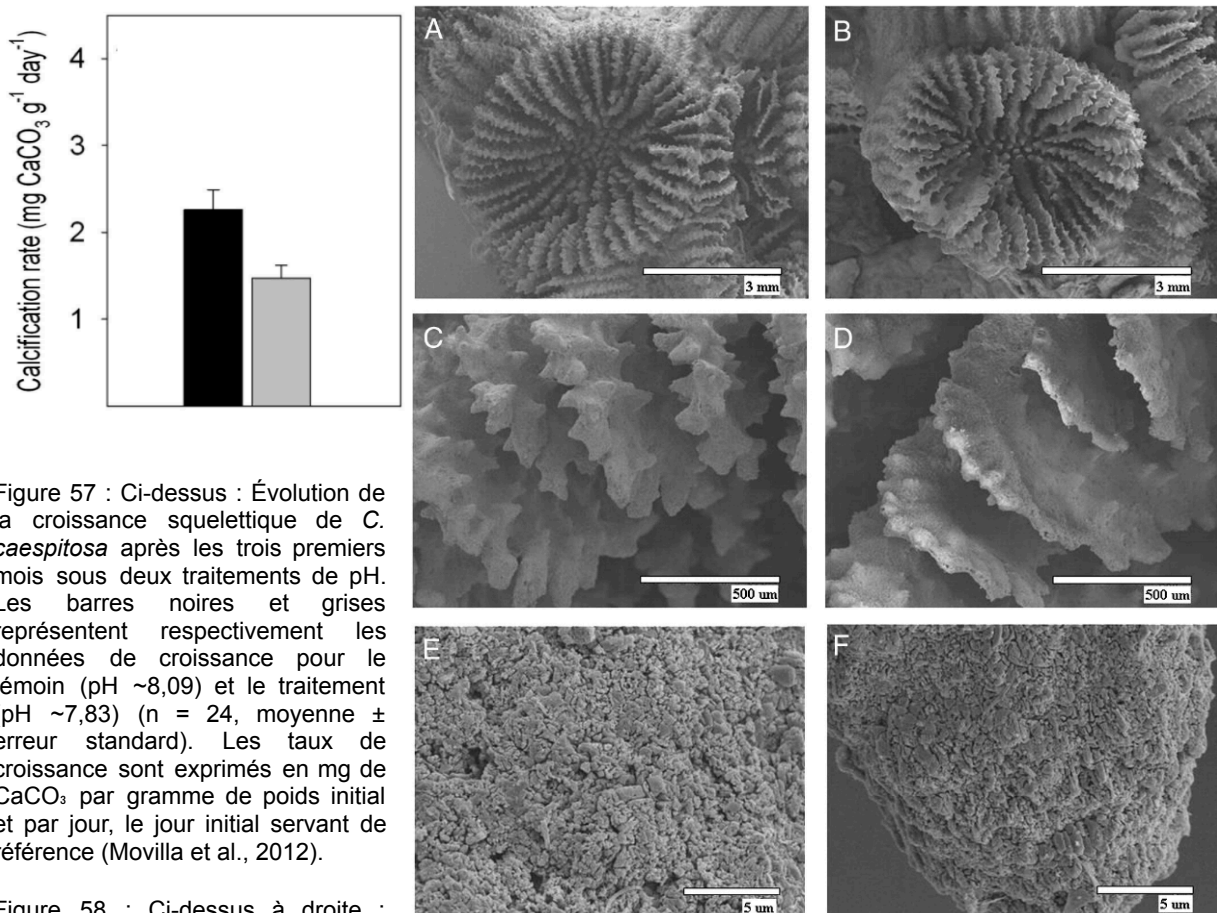 Calcification rate (mg CaCO₃ g⁻¹ day⁻¹)
4
3
2
1
A
3 mm
B
3 mm
C
500 um
D
500 um
E
5 um
F
5 um
Figure 57 : Ci-dessus : Évolution de
la croissance squelettique de C.
caespitosa après les trois premiers
mois sous deux traitements de pH.
Les barres noires et grises
représentent respectivement les
données de croissance pour le
témoin (pH ~8,09) et le traitement
(pH ~7,83) (n = 24, moyenne ±
erreur standard). Les taux de
croissance sont exprimés en mg de
CaCO₃ par gramme de poids initial
et par jour, le jour initial servant de
référence (Movilla et al., 2012).
Figure 58 : Ci-dessus à droite :